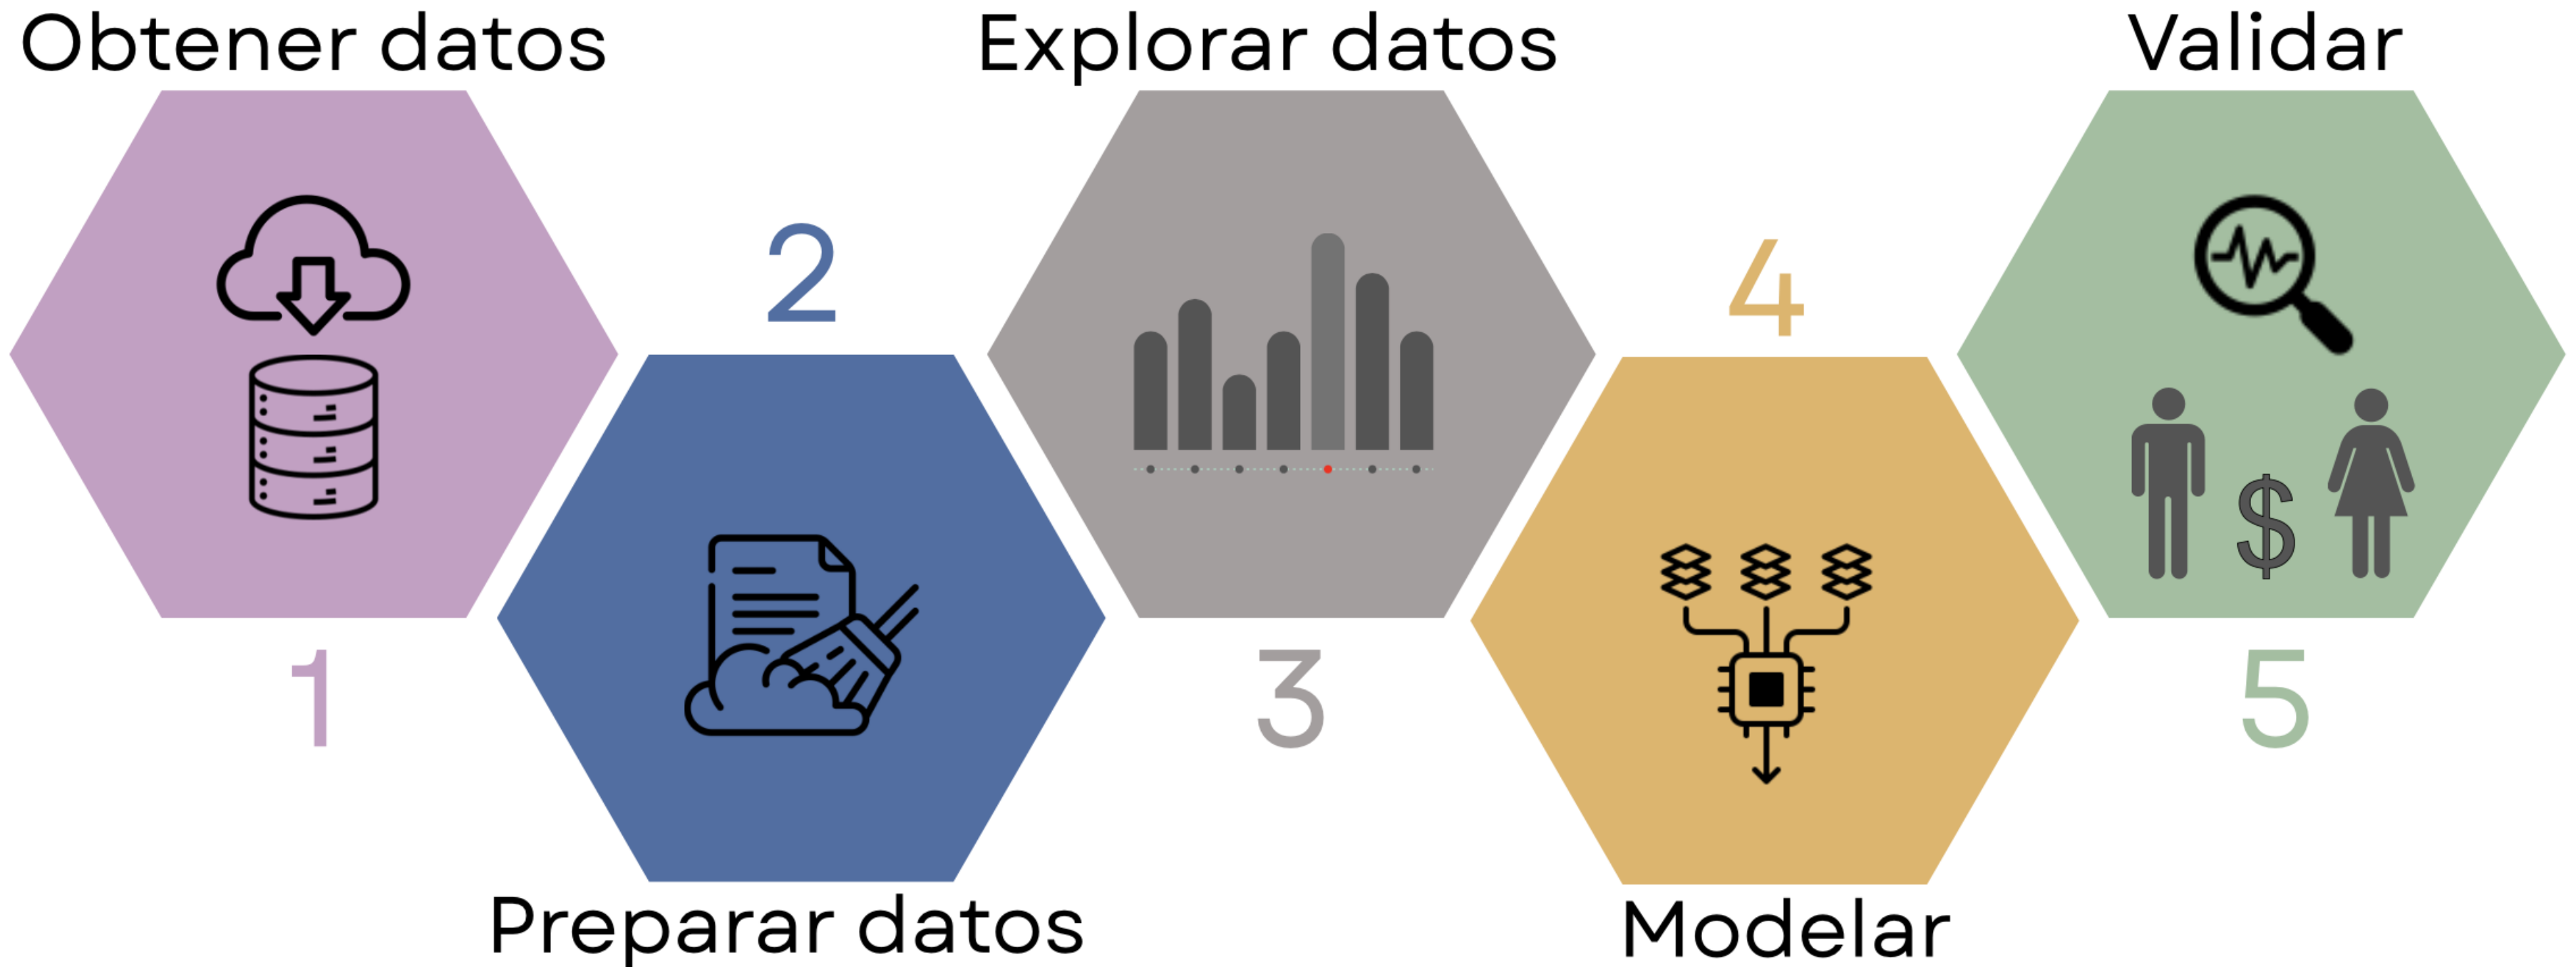 Obtener datos
1
2
Preparar datos
Explorar datos
3
4
Modelar
Validar
$
5